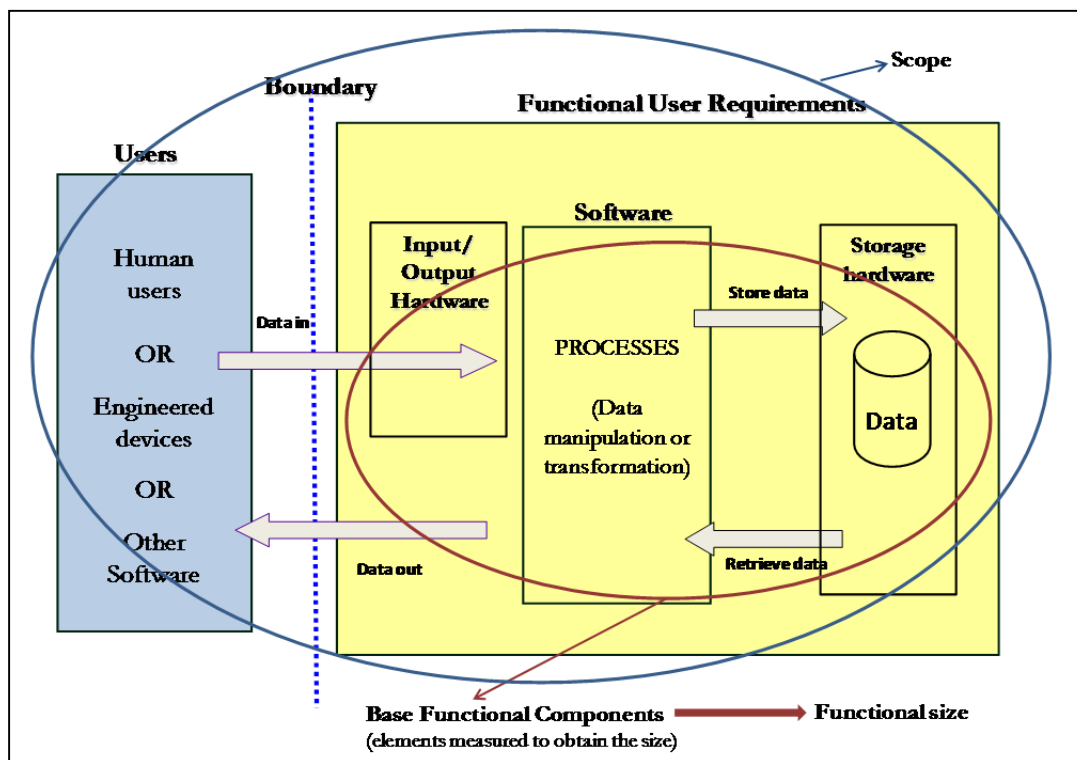 Scope
Boundary
Functional User Requirements
Users
Human
users
OR
Engineered
devices
OR
Other
Software
Data in
Data out
Input/
Output
Hardware
Software
PROCESSES
(Data
manipulation or
transformation)
Store data
Retrieve data
Storage
hardware
Data
Base Functional Components
(elements measured to obtain the size)
Functional size